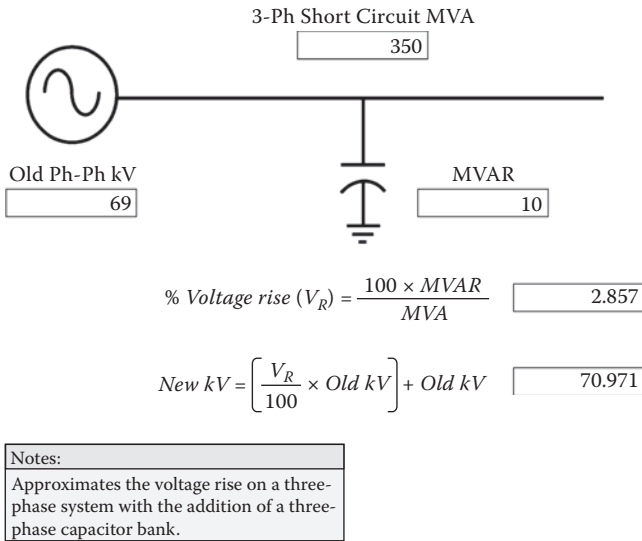 3-Ph Short Circuit MVA
350
Old Ph-Ph kV
69
MVAR
10
% Voltage rise (V_R) = \frac{100 × MVAR}{MVA}
2.857
New kV = [\frac{V_R}{100} × Old kV] + Old kV
70.971
Notes:
Approximates the voltage rise on a three-
phase system with the addition of a three-
phase capacitor bank.